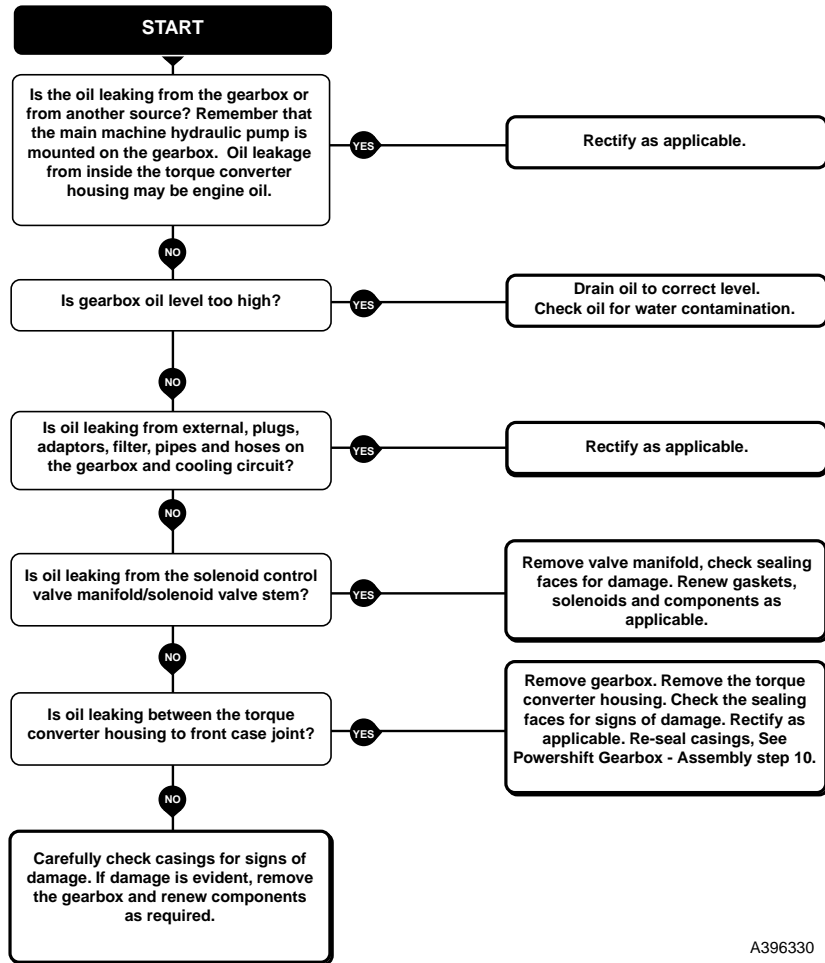 START
Is the oil leaking from the gearbox or
from another source? Remember that
the main machine hydraulic pump is
mounted on the gearbox. Oil leakage
from inside the torque converter
housing may be engine oil.
YES
Rectify as applicable.
NO
Is gearbox oil level too high?
YES
Drain oil to correct level.
Check oil for water contamination.
NO
Is oil leaking from external, plugs,
adaptors, filter, pipes and hoses on
the gearbox and cooling circuit?
YES
Rectify as applicable.
NO
Is oil leaking from the solenoid control
valve manifold/solenoid valve stem?
YES
Remove valve manifold, check sealing
faces for damage. Renew gaskets,
solenoids and components as
applicable.
NO
Is oil leaking between the torque
converter housing to front case joint?
YES
Remove gearbox. Remove the torque
converter housing. Check the sealing
faces for signs of damage. Rectify as
applicable. Re-seal casings, See
Powershift Gearbox - Assembly step 10.
NO
Carefully check casings for signs of
damage. If damage is evident, remove
the gearbox and renew components
as required.
A396330